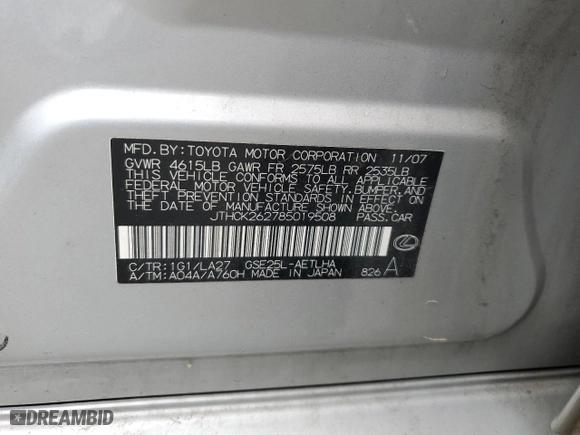 MFD. BY: TOYOTA MOTOR CORPORATION 11/07
GVWR 4615LB GAWR FR 2575LB RR 2535LB
THIS VEHICLE CONFORMS TO ALL APPLICABLE
FEDERAL MOTOR VEHICLE SAFETY, BUMPER, AND
THEFT PREVENTION STANDARDS IN EFFECT ON
THE DATE OF MANUFACTURE SHOWN ABOVE.
JTHCK262785019508 PASS. CAR
C/TR: 1G1/LA27 GSE25L-AETLHA
A/TM: A04A/A760H MADE IN JAPAN 826 A
DREAMBID